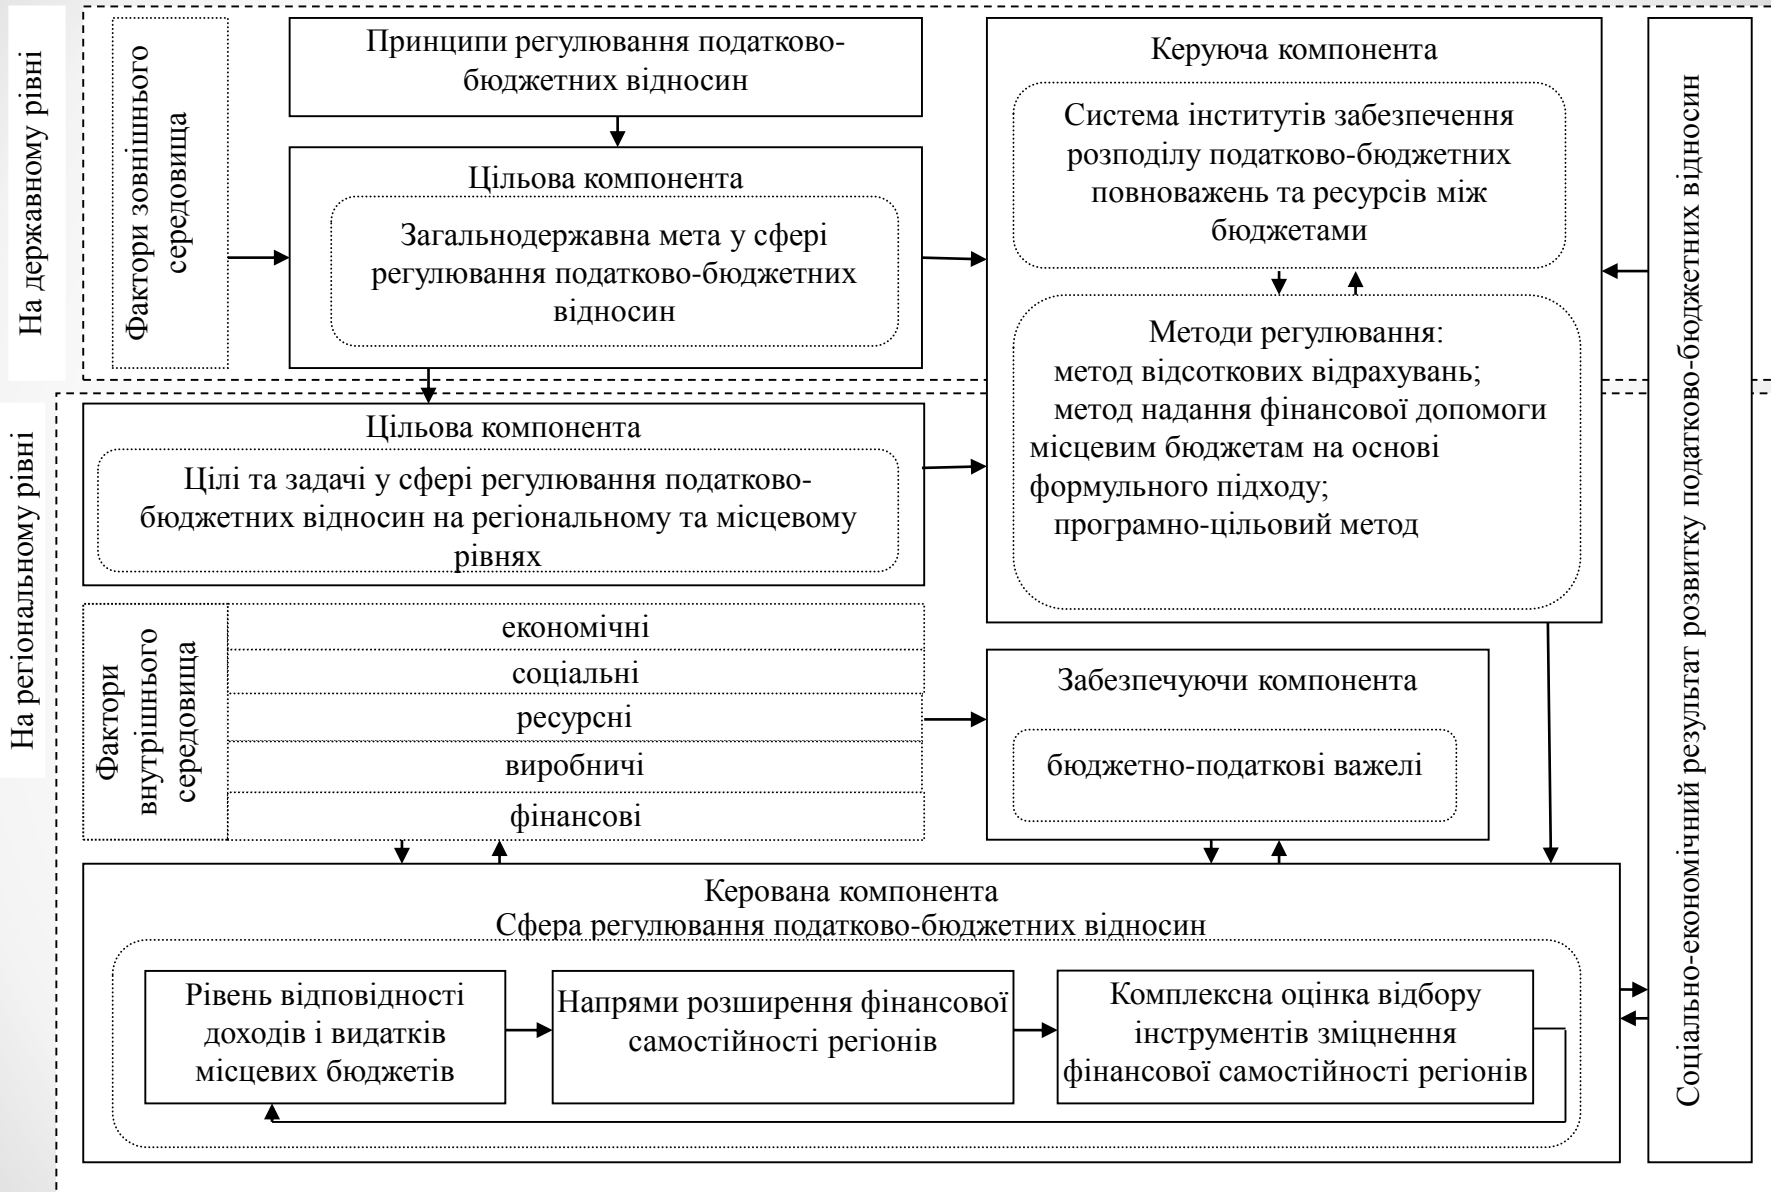 На державному рівні
Фактори зовнішнього
середовища
Принципи регулювання податково-
бюджетних відносин
Цільова компонента
Загальнодержавна мета у сфері
регулювання податково-бюджетних
відносин
Керуюча компонента
Система інститутів забезпечення
розподілу податково-бюджетних
повноважень та ресурсів між
бюджетами
Методи регулювання:
метод відсоткових відрахувань;
метод надання фінансової допомоги
місцевим бюджетам на основі
формульного підходу;
програмно-цільовий метод
Соціально-економічний результат розвитку податково-бюджетних відносин
На регіональному рівні
Цільова компонента
Цілі та задачі у сфері регулювання податково-
бюджетних відносин на регіональному та місцевому
рівнях
Фактори
внутрішнього
середовища
економічні
соціальні
ресурсні
виробничі
фінансові
Забезпечуючи компонента
бюджетно-податкові важелі
Керована компонента
Сфера регулювання податково-бюджетних відносин
Рівень відповідності
доходів і видатків
місцевих бюджетів
Напрями розширення фінансової
самостійності регіонів
Комплексна оцінка відбору
інструментів зміцнення
фінансової самостійності регіонів